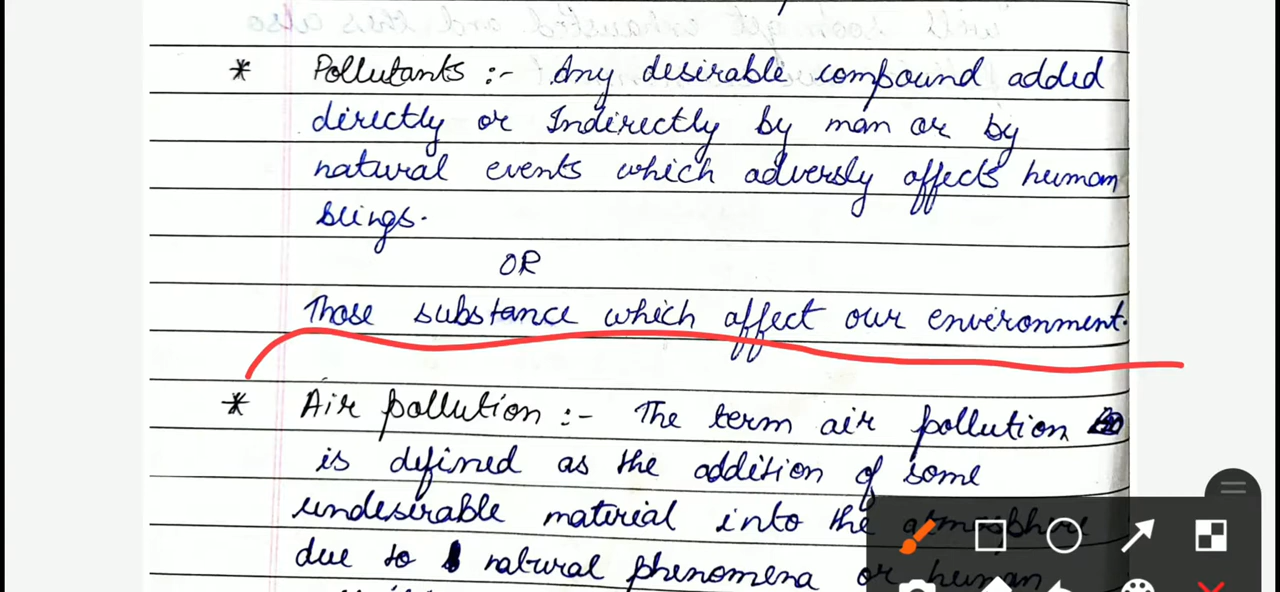 * Pollutants :- Any desirable compound added
directly or Indirectly by man or by
natural events which adversly affects human
beings.
OR
Those substance which affect our environment.
* Air pollution :- The term air pollution
is defined as the addition of some
undesirable material into the atmosphere
due to natural phenomena or human